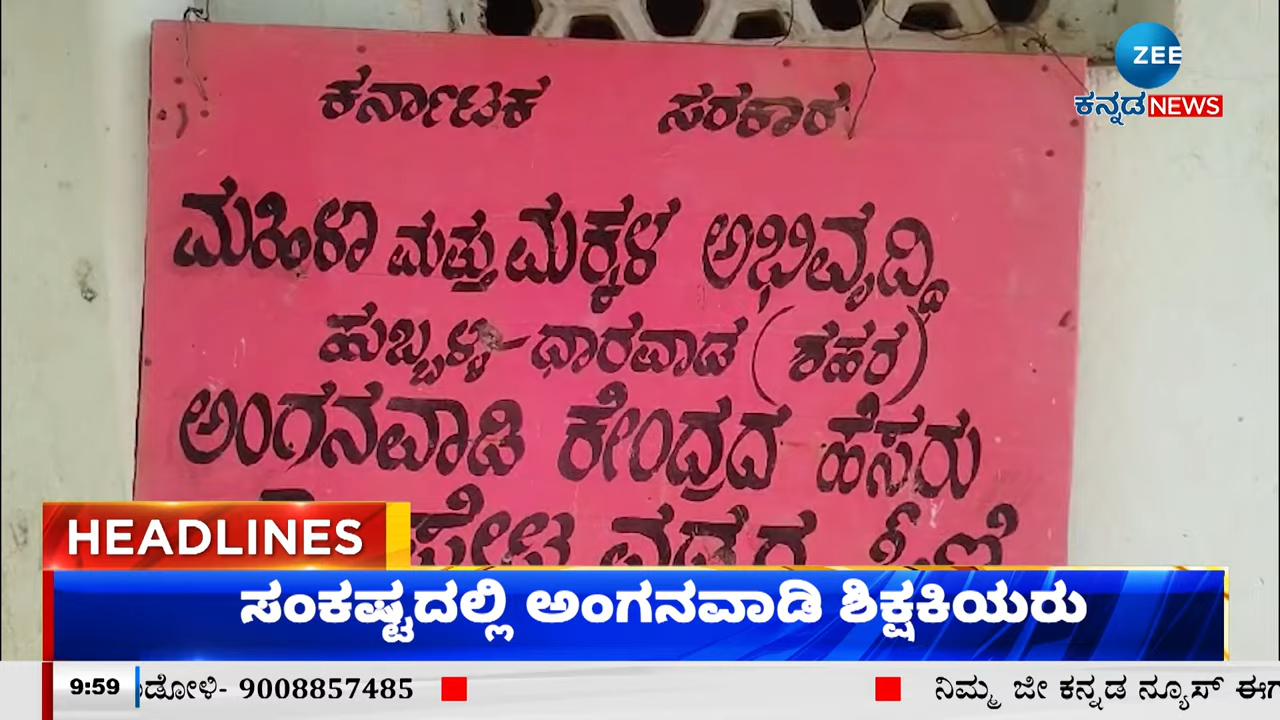 ZEE
ಕನ್ನಡ NEWS
ಕರ್ನಾಟಕ ಸರಕಾರ
ಮಹಿಳಾ ಮತ್ತು ಮಕ್ಕಳ ಅಭಿವೃದ್ಧಿ
ಹುಬ್ಬಳ್ಳಿ-ಧಾರವಾಡ (ಶಹರ)
ಅಂಗನವಾಡಿ ಕೇಂದ್ರದ ಹೆಸರು
HEADLINES
ಸಂಕಷ್ಟದಲ್ಲಿ ಅಂಗನವಾಡಿ ಶಿಕ್ಷಕಿಯರು
9:59 9008857485 ನಿಮ್ಮ ಜೀ ಕನ್ನಡ ನ್ಯೂಸ್